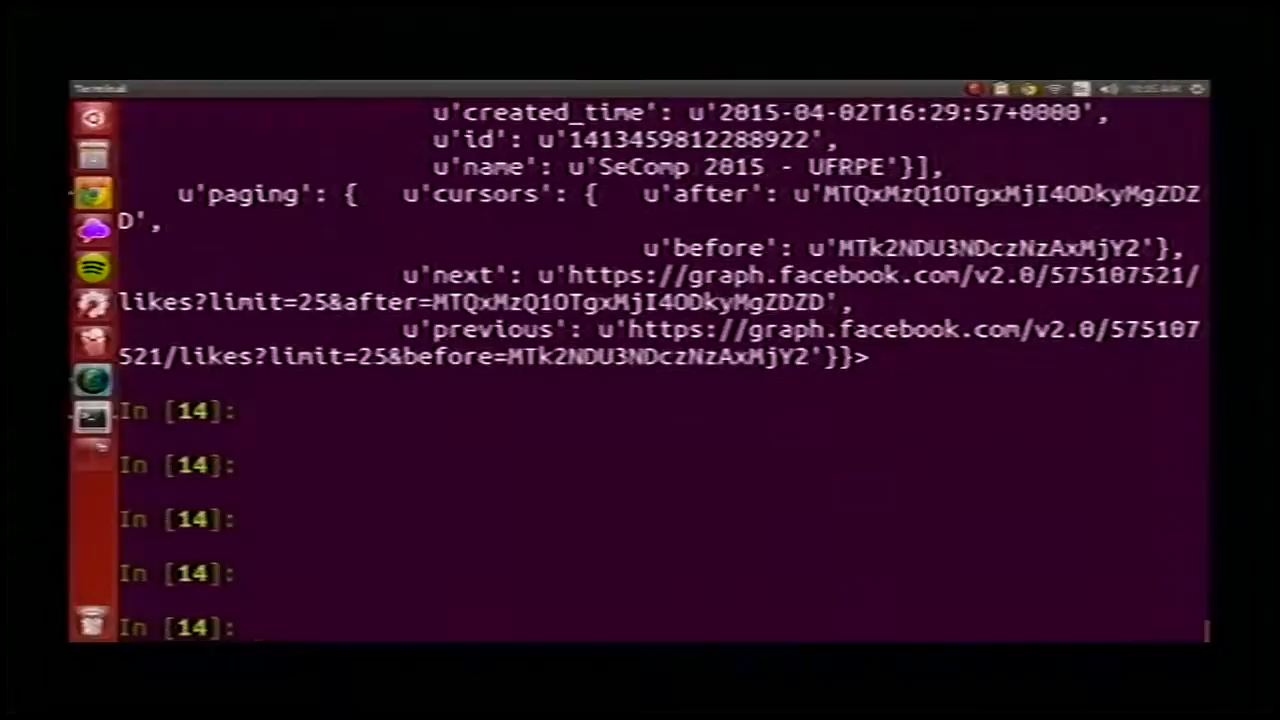 Terminal
u'created_time': u'2015-04-02T16:29:57+0000',
u'id': u'1413459812288922',
u'name': u'SeComp 2015 - UFRPE'}],
u'paging': { u'cursors': { u'after': u'MTQxMzQ1OTgxMjI4ODkyMgZDZ
D',
u'before': u'MTk2NDU3NDczNzAxMjY2'},
u'next': u'https://graph.facebook.com/v2.0/575107521/
likes?limit=25&after=MTQxMzQ1OTgxMjI4ODkyMgZDZD',
u'previous': u'https://graph.facebook.com/v2.0/575107
521/likes?limit=25&before=MTk2NDU3NDczNzAxMjY2'}}>
In [14]:
In [14]:
In [14]:
In [14]:
In [14]: